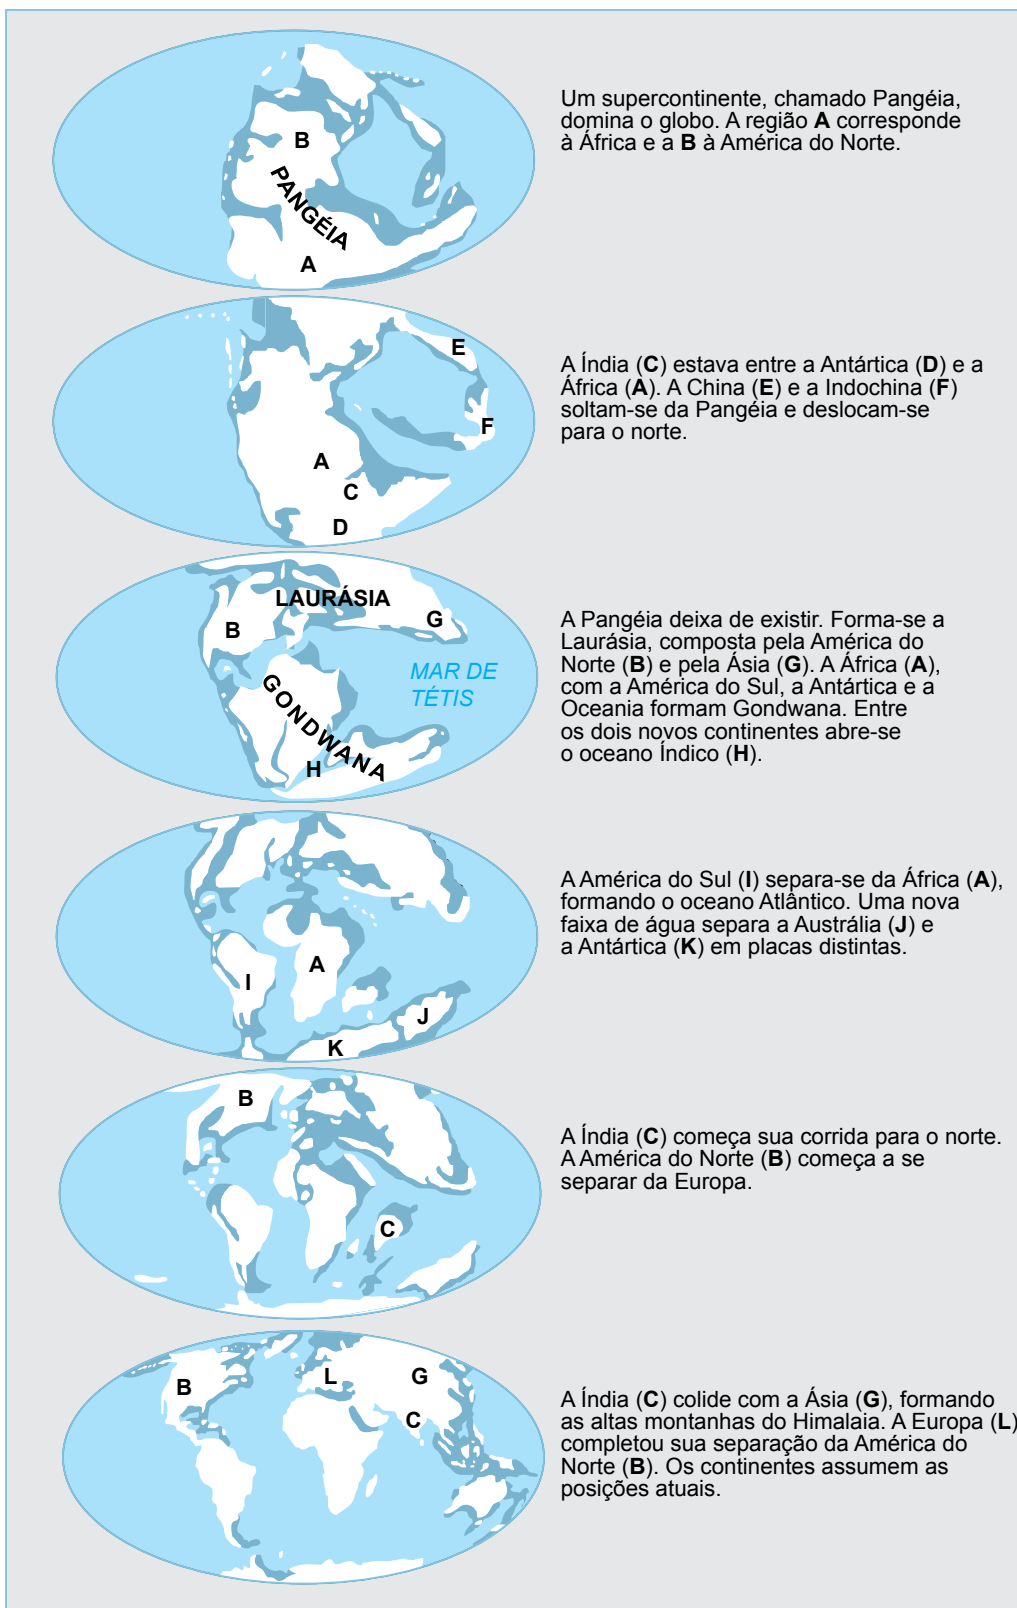 B
PANGÉIA
A
Um supercontinente, chamado Pangéia,
domina o globo. A região A corresponde
à África e a B à América do Norte.
E
F
A
C
D
A Índia (C) estava entre a Antártica (D) e a
África (A). A China (E) e a Indochina (F)
soltam-se da Pangéia e deslocam-se
para o norte.
LAURÁSIA
B
G
MAR DE
TÉTIS
GONDWANA
H
A Pangéia deixa de existir. Forma-se a
Laurásia, composta pela América do
Norte (B) e pela Ásia (G). A África (A),
com a América do Sul, a Antártica e a
Oceania formam Gondwana. Entre
os dois novos continentes abre-se
o oceano Índico (H).
A
I
J
K
A América do Sul (I) separa-se da África (A),
formando o oceano Atlântico. Uma nova
faixa de água separa a Austrália (J) e
a Antártica (K) em placas distintas.
B
C
A Índia (C) começa sua corrida para o norte.
A América do Norte (B) começa a se
separar da Europa.
B
L
G
C
A Índia (C) colide com a Ásia (G), formando
as altas montanhas do Himalaia. A Europa (L)
completou sua separação da América do
Norte (B). Os continentes assumem as
posições atuais.